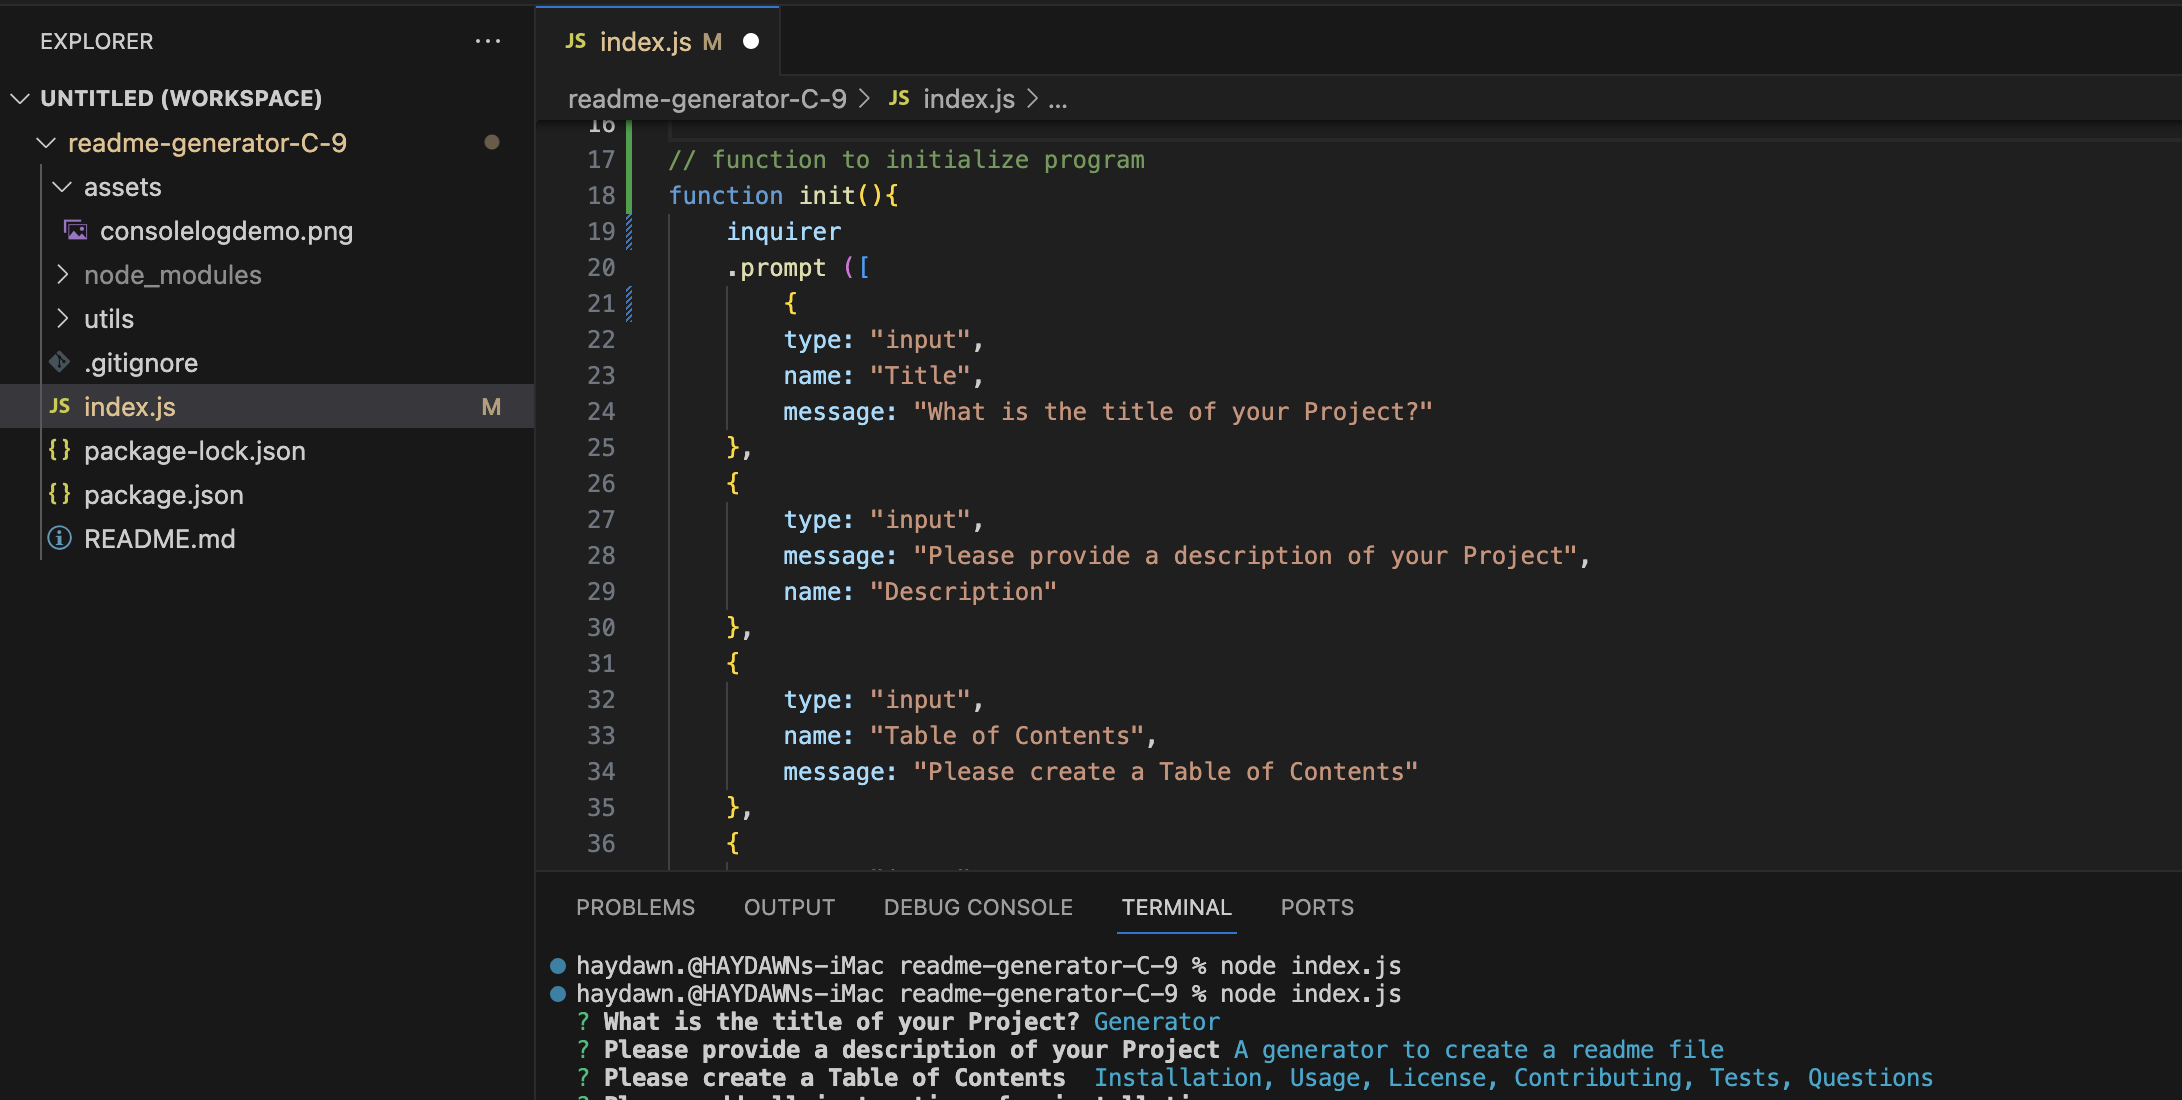 EXPLORER ...
UNTITLED (WORKSPACE)
readme-generator-C-9
assets
consolelogdemo.png
node_modules
utils
.gitignore
JS index.js M
{} package-lock.json
{} package.json
README.md
JS index.js M
readme-generator-C-9 > JS index.js > ...
16
17 // function to initialize program
18 function init(){
19 inquirer
20 .prompt ([
21 {
22 type: "input",
23 name: "Title",
24 message: "What is the title of your Project?"
25 },
26 {
27 type: "input",
28 message: "Please provide a description of your Project",
29 name: "Description"
30 },
31 {
32 type: "input",
33 name: "Table of Contents",
34 message: "Please create a Table of Contents"
35 },
36 {
PROBLEMS OUTPUT DEBUG CONSOLE TERMINAL PORTS
haydawn.@HAYDAWNs-iMac readme-generator-C-9 % node index.js
haydawn.@HAYDAWNs-iMac readme-generator-C-9 % node index.js
? What is the title of your Project? Generator
? Please provide a description of your Project A generator to create a readme file
? Please create a Table of Contents Installation, Usage, License, Contributing, Tests, Questions